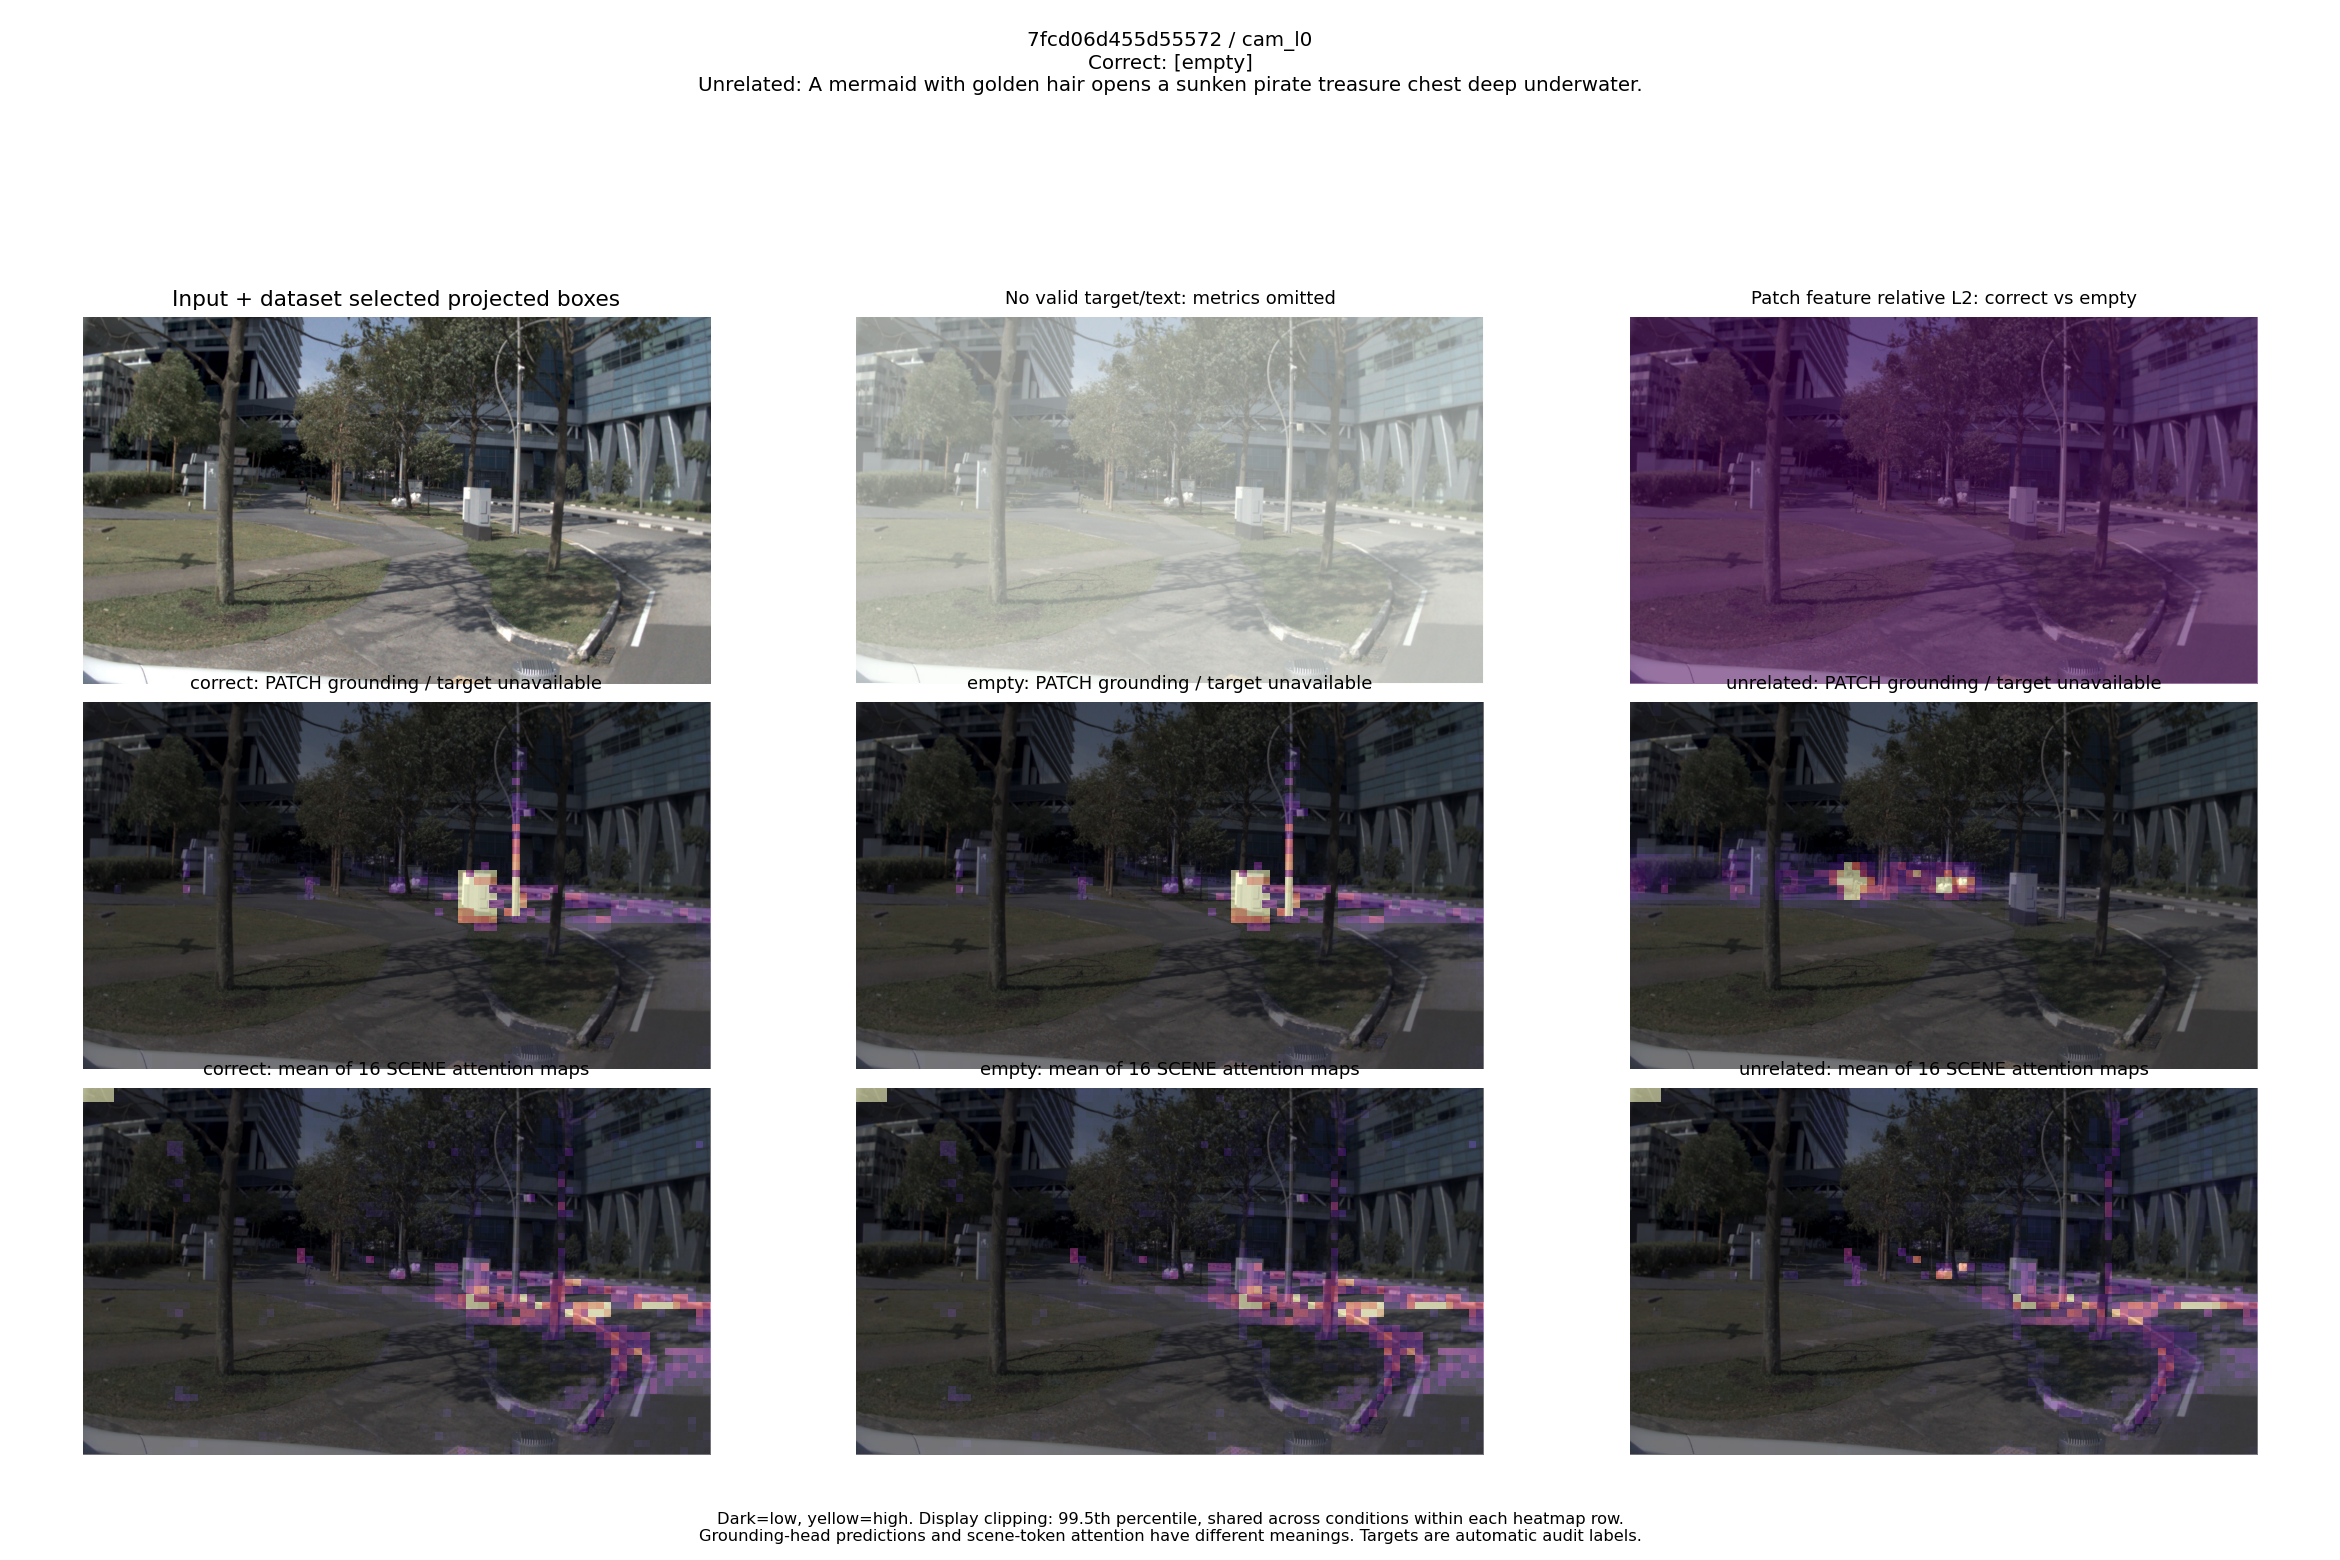 7fcd06d455d55572 / cam_l0
Correct: [empty]
Unrelated: A mermaid with golden hair opens a sunken pirate treasure chest deep underwater.
Input + dataset selected projected boxes
No valid target/text: metrics omitted
Patch feature relative L2: correct vs empty
correct: PATCH grounding / target unavailable
empty: PATCH grounding / target unavailable
unrelated: PATCH grounding / target unavailable
correct: mean of 16 SCENE attention maps
empty: mean of 16 SCENE attention maps
unrelated: mean of 16 SCENE attention maps
Dark=low, yellow=high. Display clipping: 99.5th percentile, shared across conditions within each heatmap row.
Grounding-head predictions and scene-token attention have different meanings. Targets are automatic audit labels.